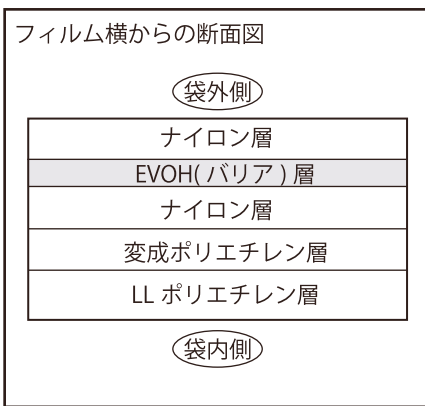 フィルム横からの断面図
袋外側
ナイロン層
EVOH( バリア ) 層
ナイロン層
変成ポリエチレン層
LL ポリエチレン層
袋内側